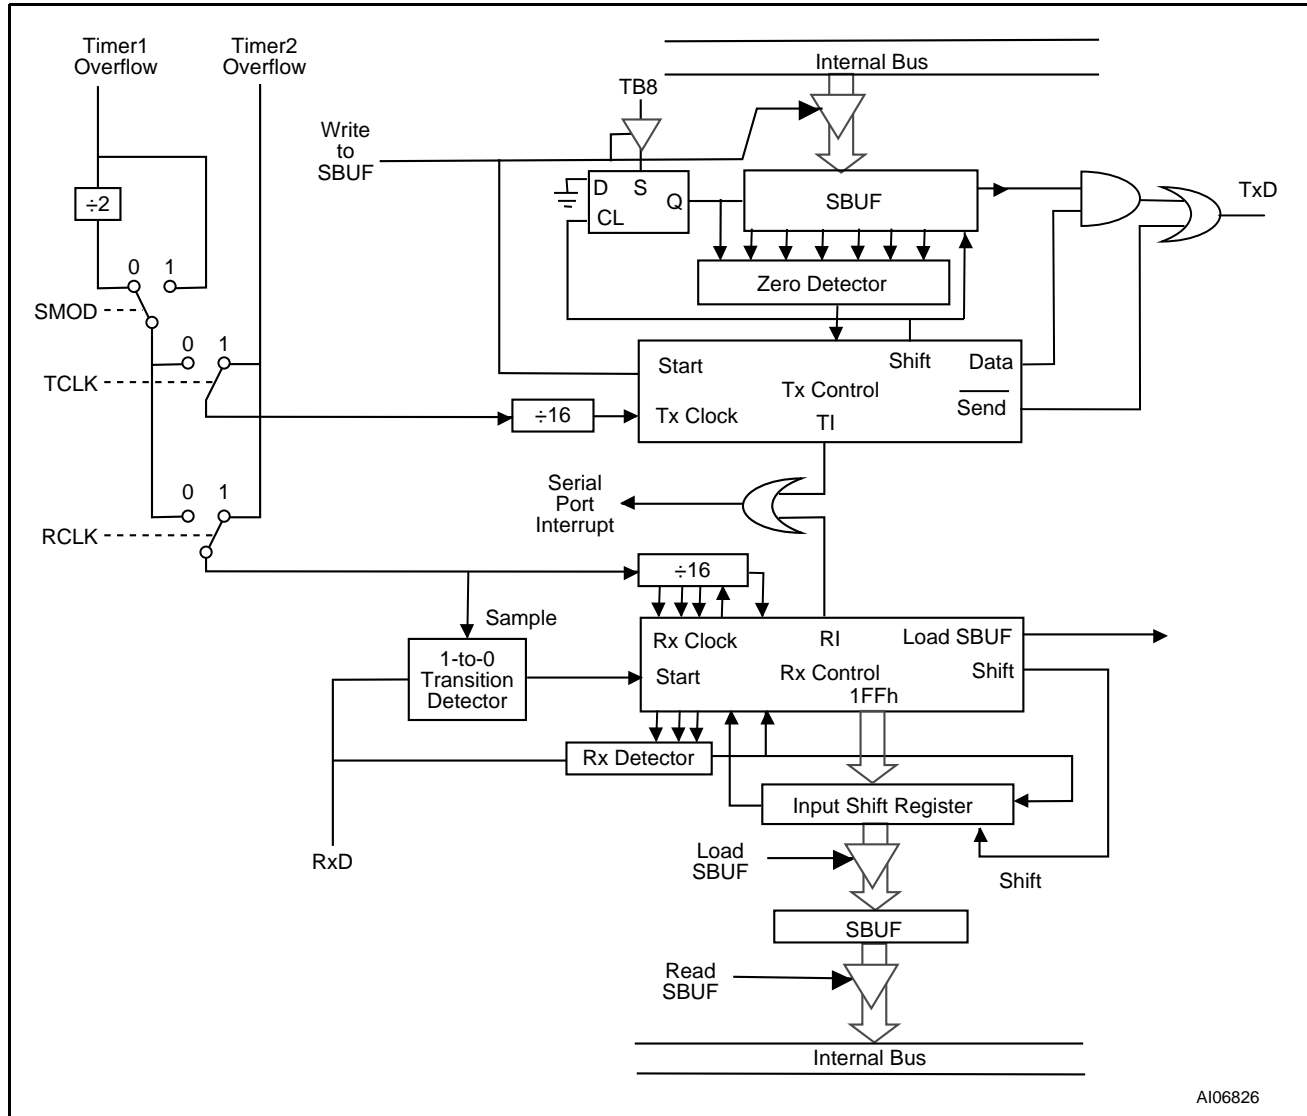 Timer1
Overflow
Timer2
Overflow
Internal Bus
TB8
Write
to
SBUF
D
S
Q
CL
SBUF
TxD
÷2
0
1
Zero Detector
SMOD
0
1
Start
Shift
Data
TCLK
Tx Control
Send
÷16
Tx Clock
TI
Serial
Port
Interrupt
0
1
RCLK
÷16
Sample
Rx Clock
RI
Load SBUF
1-to-0
Transition
Detector
Start
Rx Control
Shift
1FFh
Rx Detector
Input Shift Register
RxD
Load
SBUF
Shift
SBUF
Read
SBUF
Internal Bus
AI06826